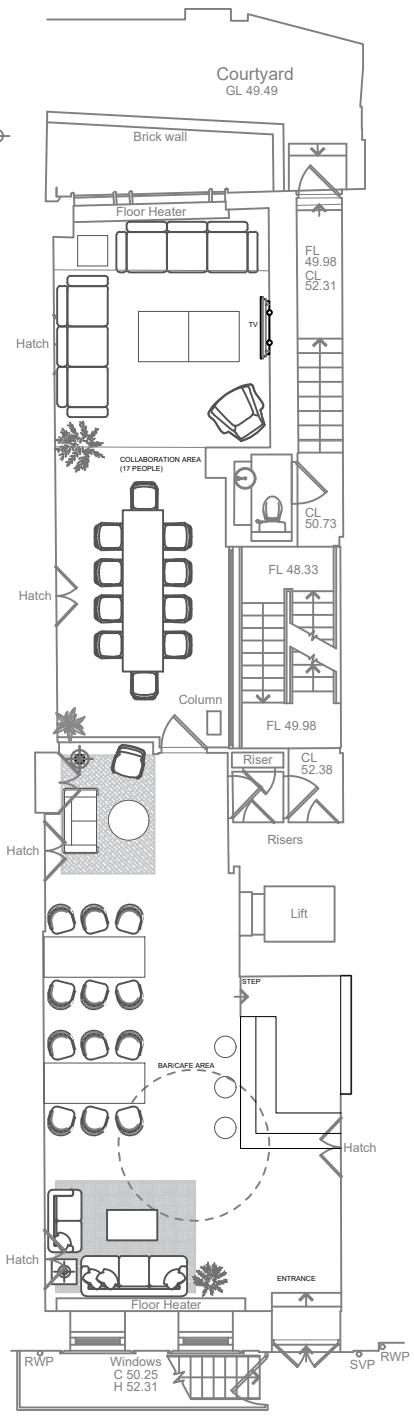 Courtyard
GL 49.49
Brick wall
Floor Heater
FL
49.98
CL
52.31
TV
Hatch
COLLABORATION AREA
(17 PEOPLE)
CL
50.73
FL 48.33
Hatch
Column
FL 49.98
Riser
CL
52.38
Hatch
Risers
Lift
STEP
BAR/CAFE AREA
Hatch
Hatch
ENTRANCE
Floor Heater
RWP
Windows
C 50.25
H 52.31
SVP
RWP